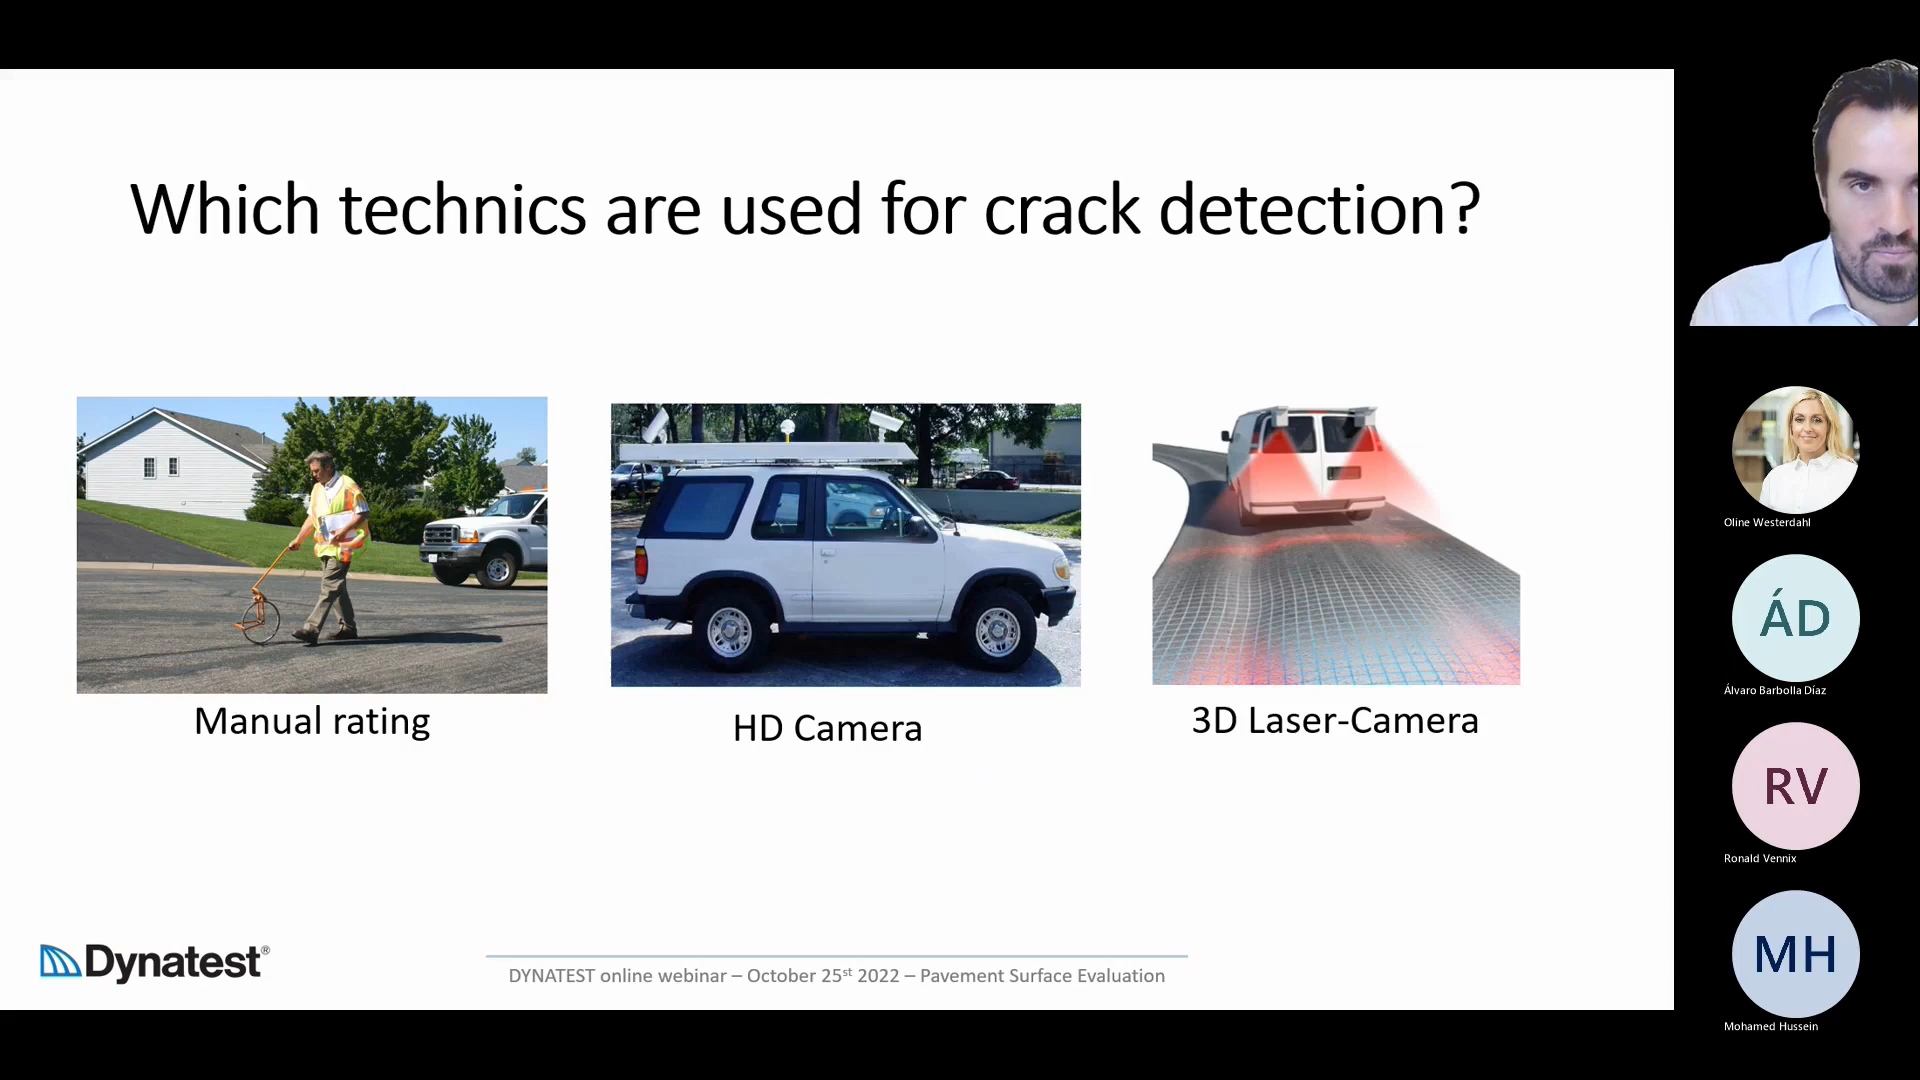 Which technics are used for crack detection?
Manual rating
HD Camera
3D Laser-Camera
Dynatest®
DYNATEST online webinar – October 25st 2022 – Pavement Surface Evaluation
Oline Westerdahl
ÁD
Álvaro Barbolla Díaz
RV
Ronald Vennix
MH
Mohamed Hussein